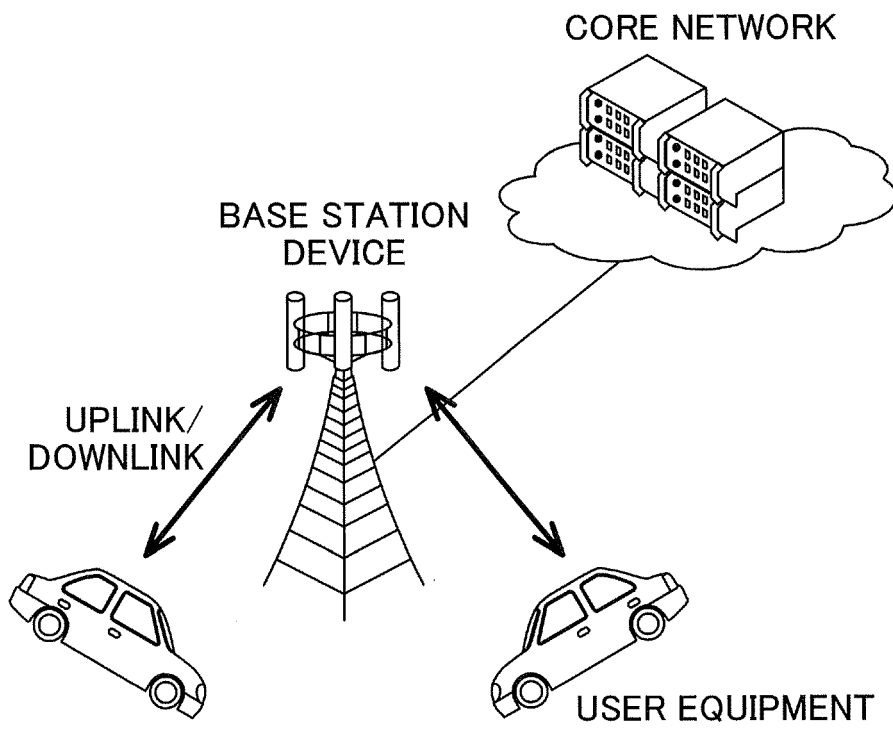 CORE NETWORK
BASE STATION
DEVICE
UPLINK/
DOWNLINK
USER EQUIPMENT